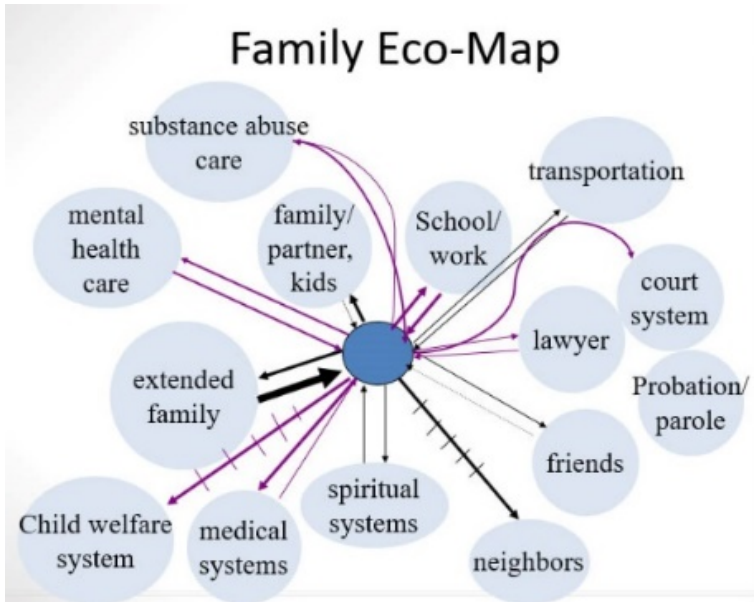 Family Eco-Map
substance abuse
care
transportation
mental
health
care
family/
partner,
kids
School/
work
court
system
lawyer
extended
family
Probation/
parole
friends
spiritual
systems
Child welfare
system
medical
systems
neighbors